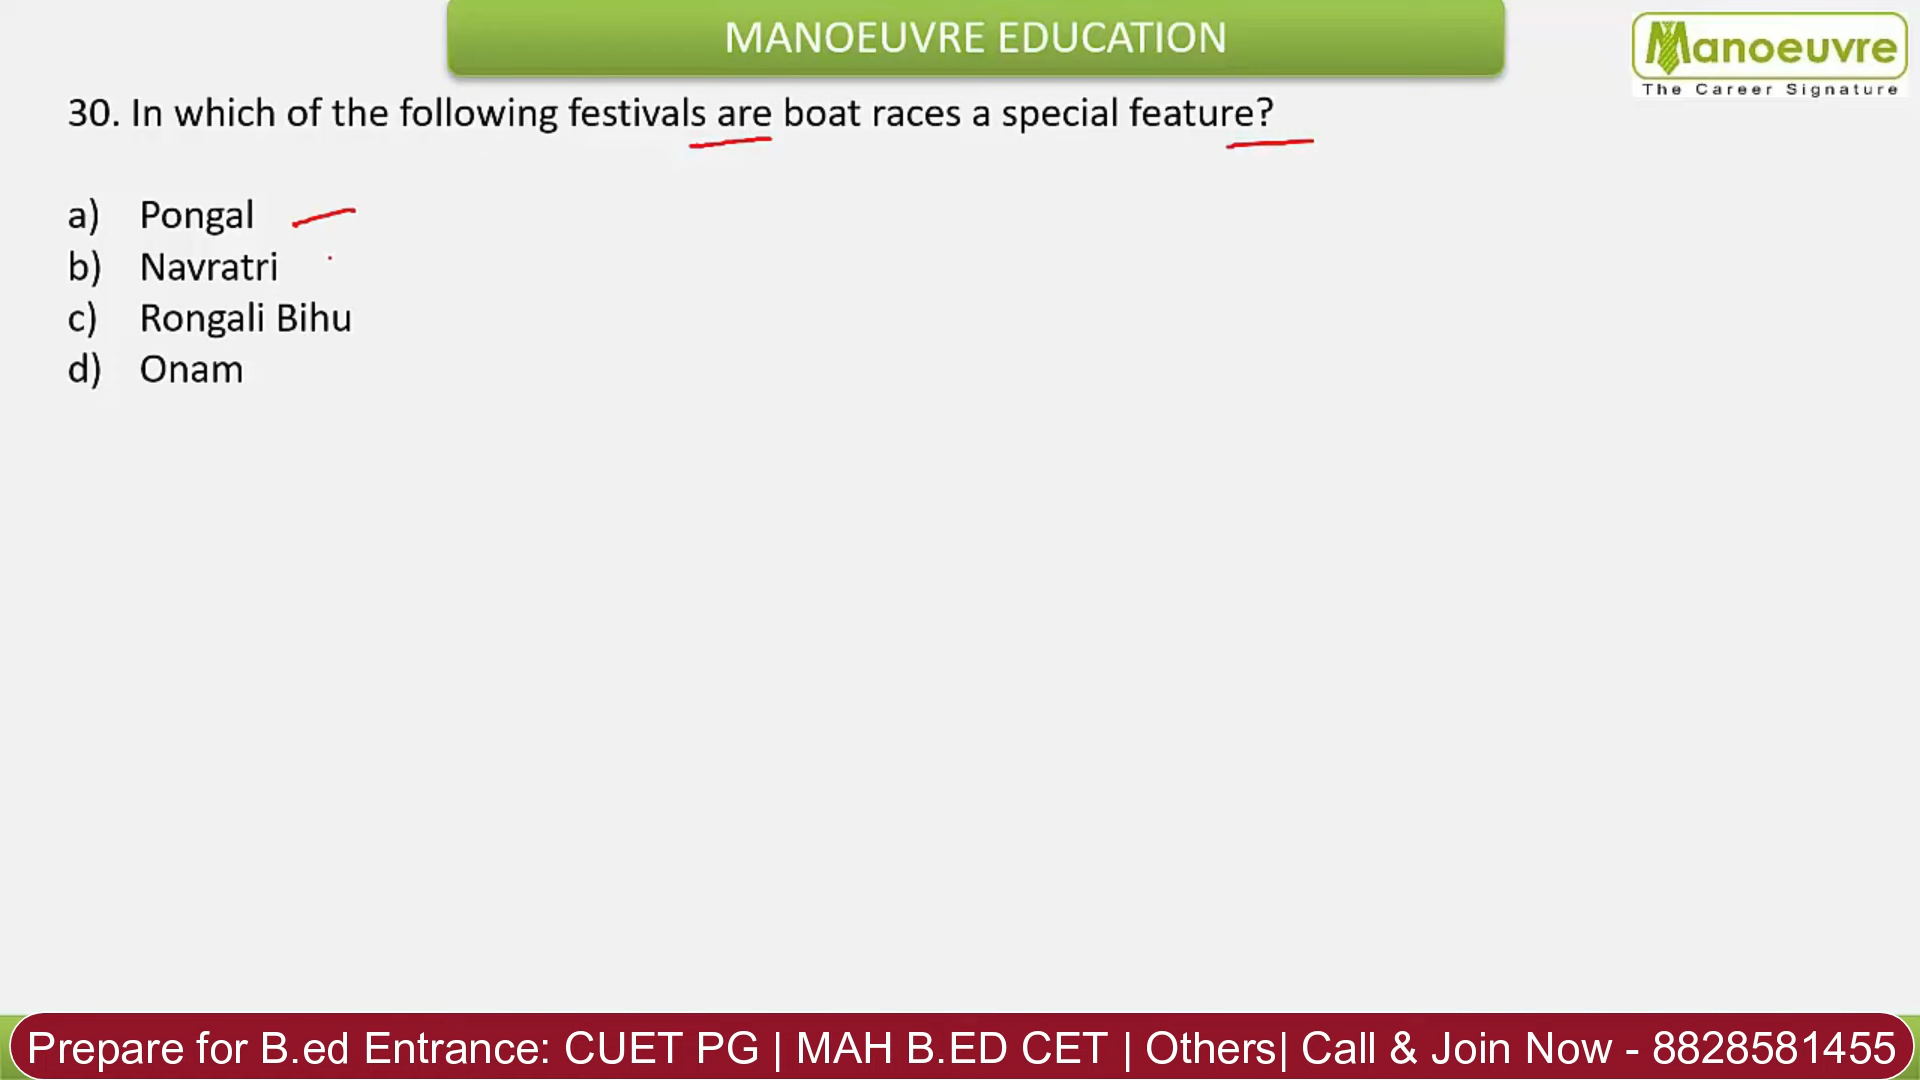 MANOEUVRE EDUCATION
Manoeuvre
The Career Signature
30. In which of the following festivals are boat races a special feature?
a) Pongal
b) Navratri
c) Rongali Bihu
d) Onam
Prepare for B.ed Entrance: CUET PG | MAH B.ED CET | Others| Call & Join Now - 8828581455